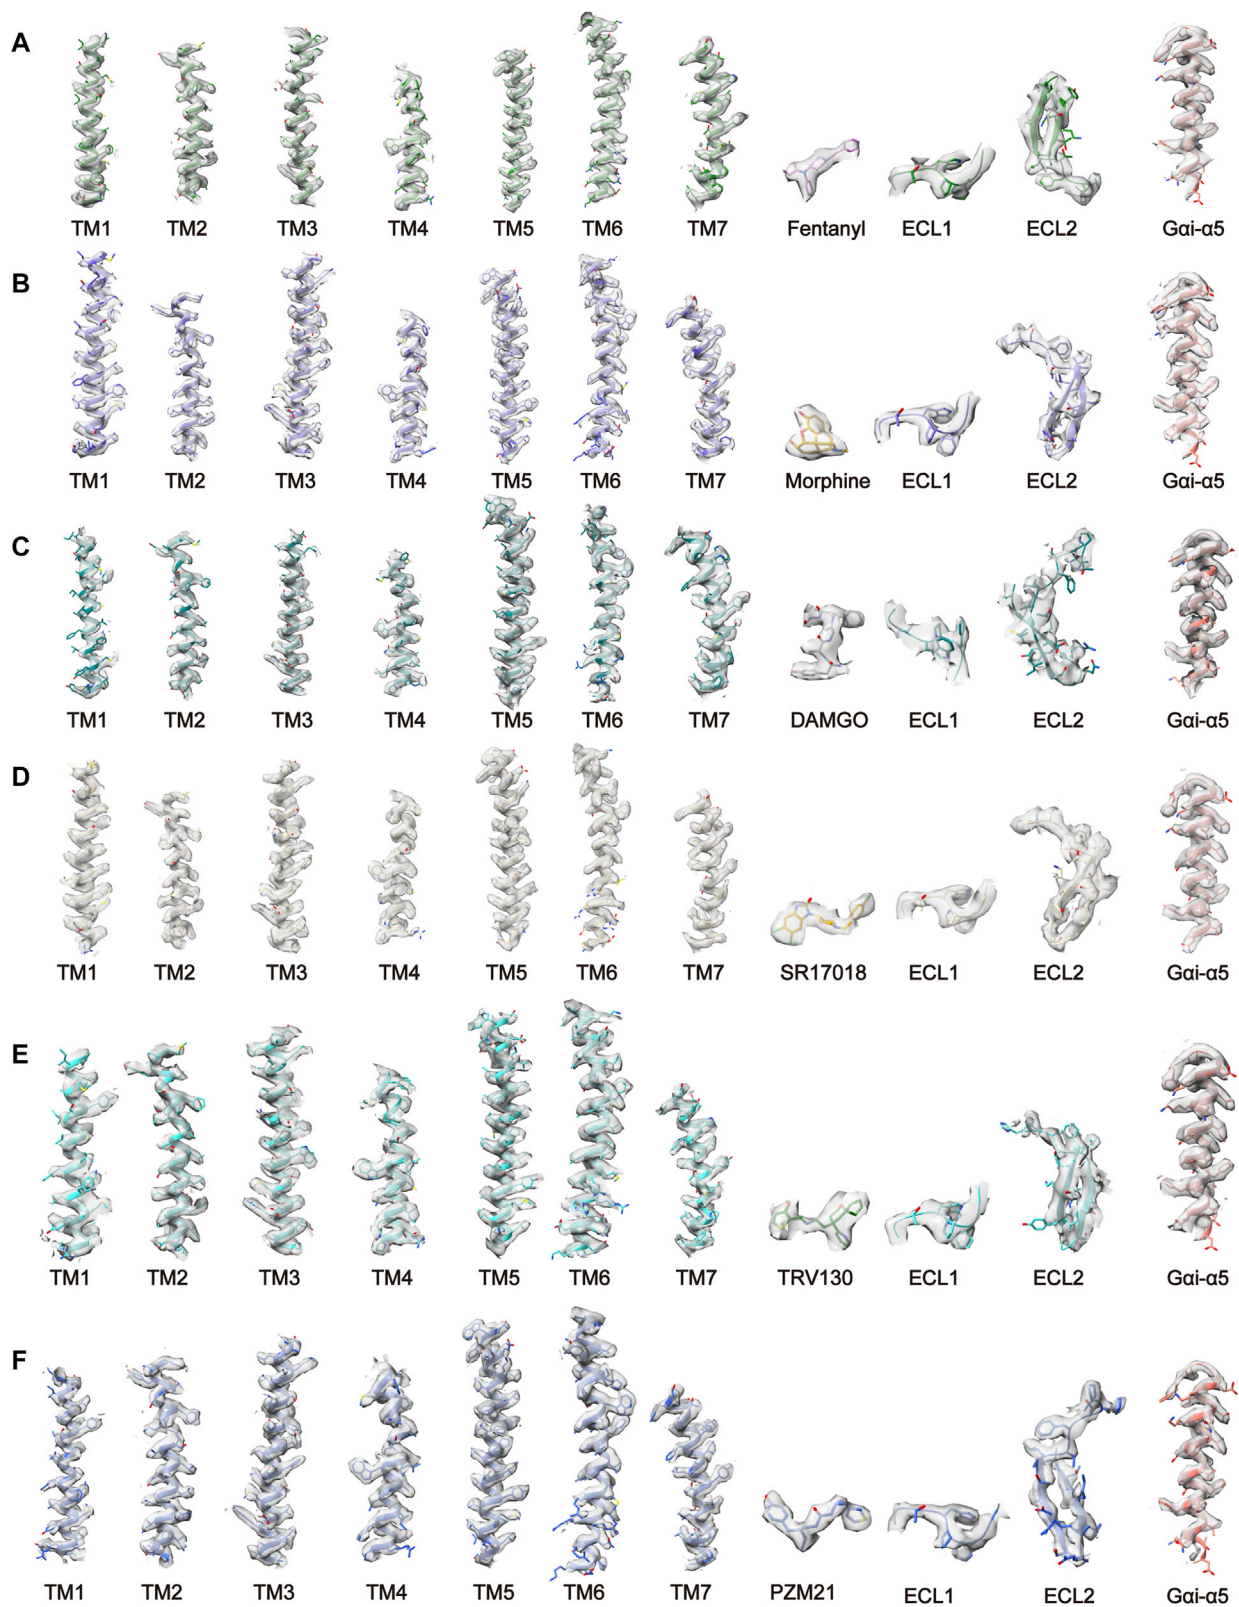 A
TM1 TM2 TM3 TM4 TM5 TM6 TM7 Fentanyl ECL1 ECL2 Gαi-α5
B
TM1 TM2 TM3 TM4 TM5 TM6 TM7 Morphine ECL1 ECL2 Gαi-α5
C
TM1 TM2 TM3 TM4 TM5 TM6 TM7 DAMGO ECL1 ECL2 Gαi-α5
D
TM1 TM2 TM3 TM4 TM5 TM6 TM7 SR17018 ECL1 ECL2 Gαi-α5
E
TM1 TM2 TM3 TM4 TM5 TM6 TM7 TRV130 ECL1 ECL2 Gαi-α5
F
TM1 TM2 TM3 TM4 TM5 TM6 TM7 PZM21 ECL1 ECL2 Gαi-α5